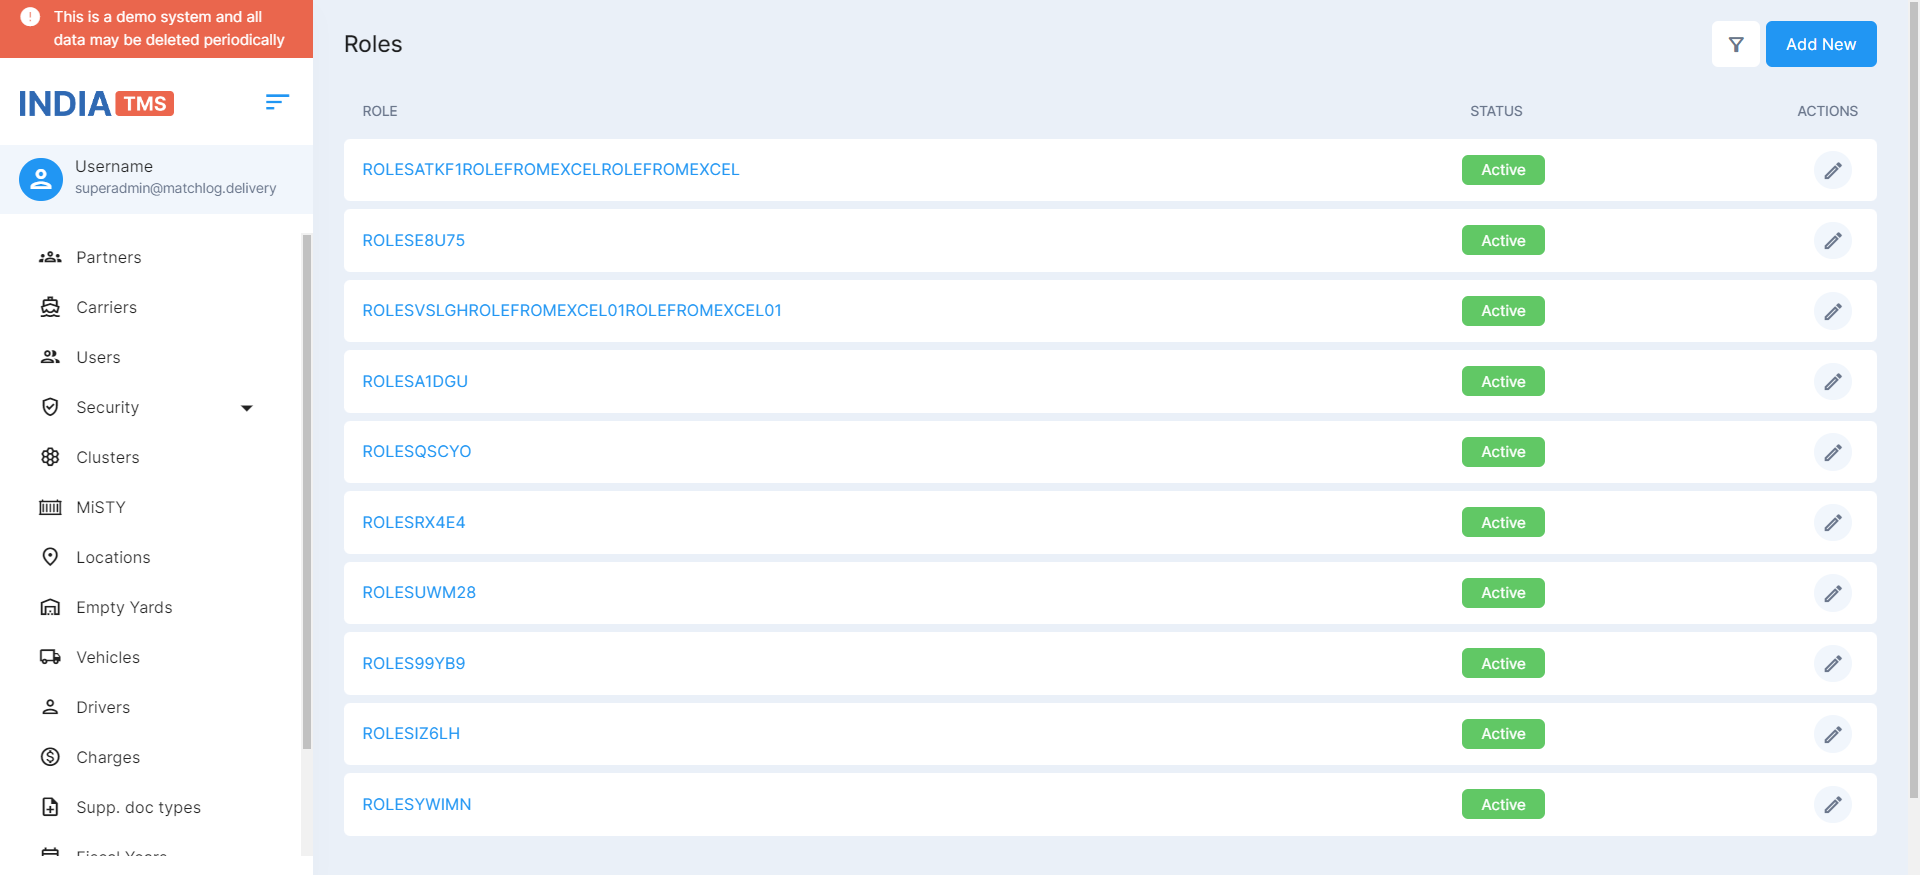 This is a demo system and all
data may be deleted periodically
INDIA TMS
Username
superadmin@matchlog.delivery
Partners
Carriers
Users
Security
Clusters
MiSTY
Locations
Empty Yards
Vehicles
Drivers
Charges
Supp. doc types
Fiscal Years
Roles
Add New
ROLE STATUS ACTIONS
ROLESATKF1ROLEFROMEXCELROLEFROMEXCEL Active
ROLESE8U75 Active
ROLESVSLGHROLEFROMEXCEL01ROLEFROMEXCEL01 Active
ROLESA1DGU Active
ROLESQSCYO Active
ROLESRX4E4 Active
ROLESUWM28 Active
ROLES99YB9 Active
ROLESIZ6LH Active
ROLESYWIMN Active